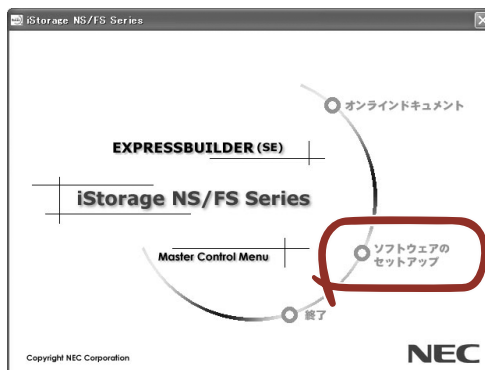 iStorage NS/FS Series
オンラインドキュメント
EXPRESSBUILDER (SE)
iStorage NS/FS Series
ソフトウェアの
セットアップ
Master Control Menu
終了
Copyright NEC Corporation
NEC